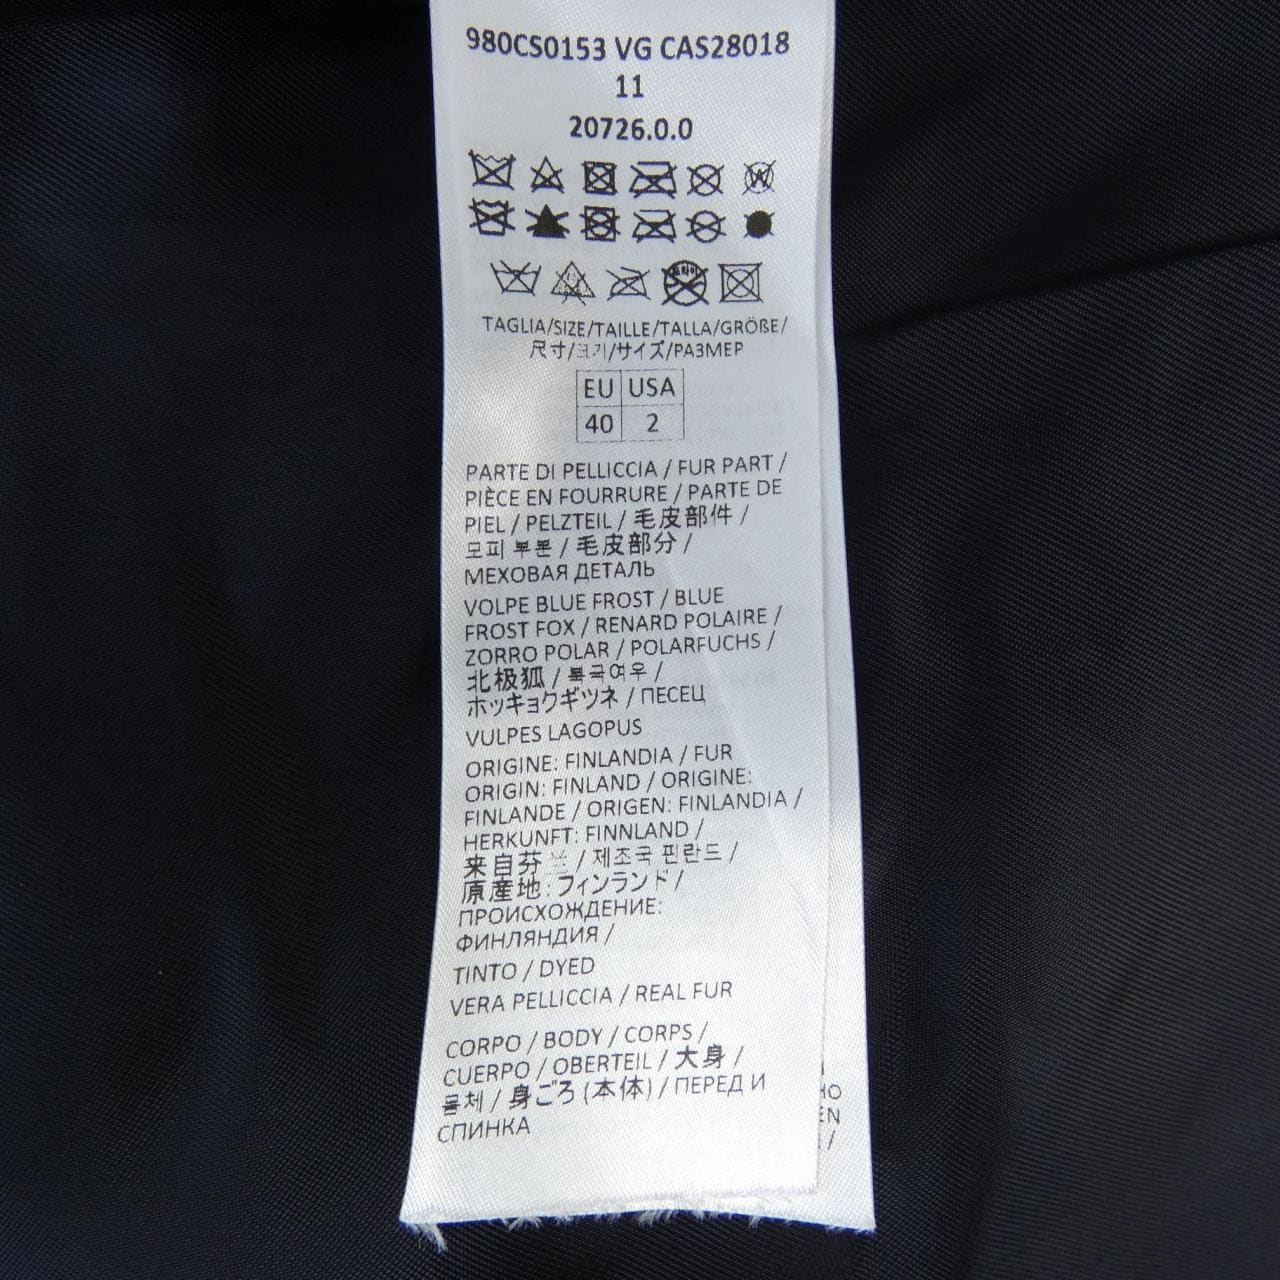 980CS0153 VG CAS28018
11
20726.0.0
TAGLIA/SIZE/TAILLE/TALLA/GRÖßE/
尺寸/크기/サイズ/РАЗМЕР
EU USA
40 2
PARTE DI PELLICCIA / FUR PART /
PIÈCE EN FOURRURE / PARTE DE
PIEL / PELZTEIL / 毛皮部件 /
모피 부분 / 毛皮部分 /
МЕХОВАЯ ДЕТАЛЬ
VOLPE BLUE FROST / BLUE
FROST FOX / RENARD POLAIRE /
ZORRO POLAR / POLARFUCHS /
北极狐 / 북극여우 /
ホッキョクギツネ / ПЕСЕЦ
VULPES LAGOPUS
ORIGINE: FINLANDIA / FUR
ORIGIN: FINLAND / ORIGINE:
FINLANDE / ORIGEN: FINLANDIA /
HERKUNFT: FINNLAND /
来自芬兰 / 제조국 핀란드 /
原産地: フィンランド /
ПРОИСХОЖДЕНИЕ:
ФИНЛЯНДИЯ /
TINTO / DYED
VERA PELLICCIA / REAL FUR
CORPO / BODY / CORPS /
CUERPO / OBERTEIL / 大身 /
몸체 / 身ごろ (本体) / ПЕРЕД И
СПИНКА